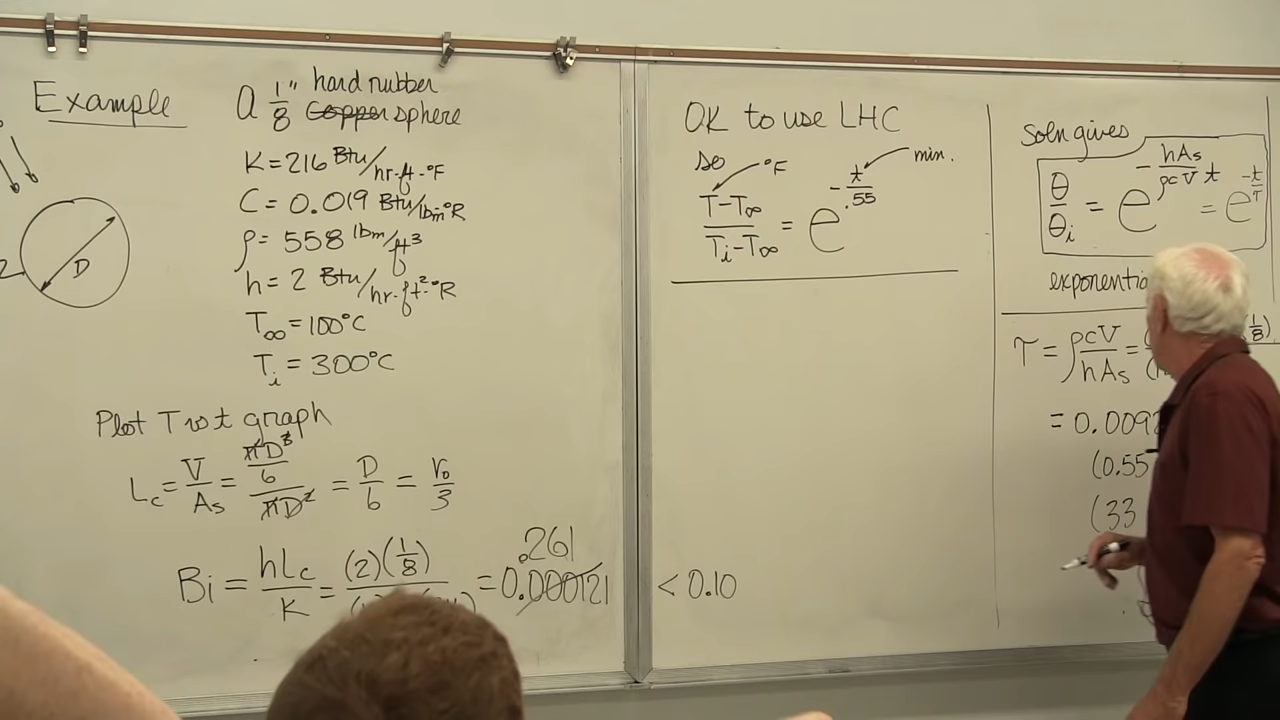 Example
a 1/8" hard rubber
copper sphere
K = 216 Btu/hr-ft-°F
C = 0.019 Btu/lbm-°R
ρ = 558 lbm/ft³
h = 2 Btu/hr-ft²-°R
T∞ = 100°C
Ti = 300°C
D
Plot T vs t graph
Lc = V/As = (πD³/6)/(πD²) = D/6 = r₀/3
.261
Bi = hLc/K = (2)(1/8) = 0.000121 < 0.10
OK to use LHC
so °F min.
(T-T∞)/(Ti-T∞) = e^(-t/.55)
Soln gives
θ/θi = e^(-hAs/ρcV t) = e^(-t/τ)
τ = ρcV/hAs =
= 0.0092
(0.55
(33